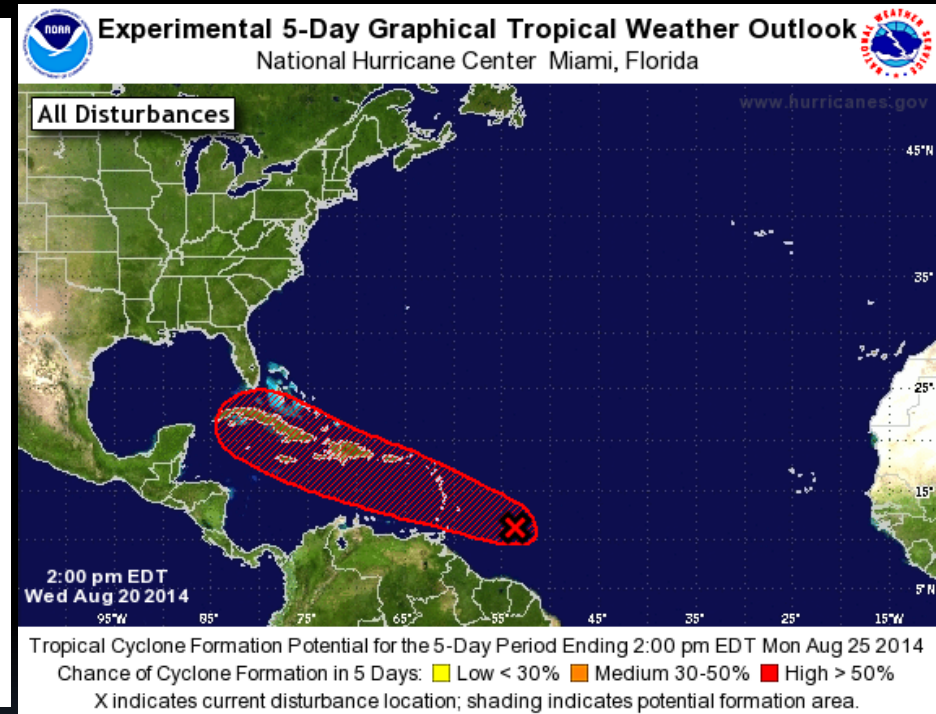 Experimental 5-Day Graphical Tropical Weather Outlook
National Hurricane Center Miami, Florida
NOAA
NATIONAL WEATHER SERVICE
All Disturbances
www.hurricanes.gov
45°N
35°
25°
15°
5°N
2:00 pm EDT
Wed Aug 20 2014
95°W 85° 75° 65° 55° 45° 35° 25° 15°W
Tropical Cyclone Formation Potential for the 5-Day Period Ending 2:00 pm EDT Mon Aug 25 2014
Chance of Cyclone Formation in 5 Days: Low < 30% Medium 30-50% High > 50%
X indicates current disturbance location; shading indicates potential formation area.